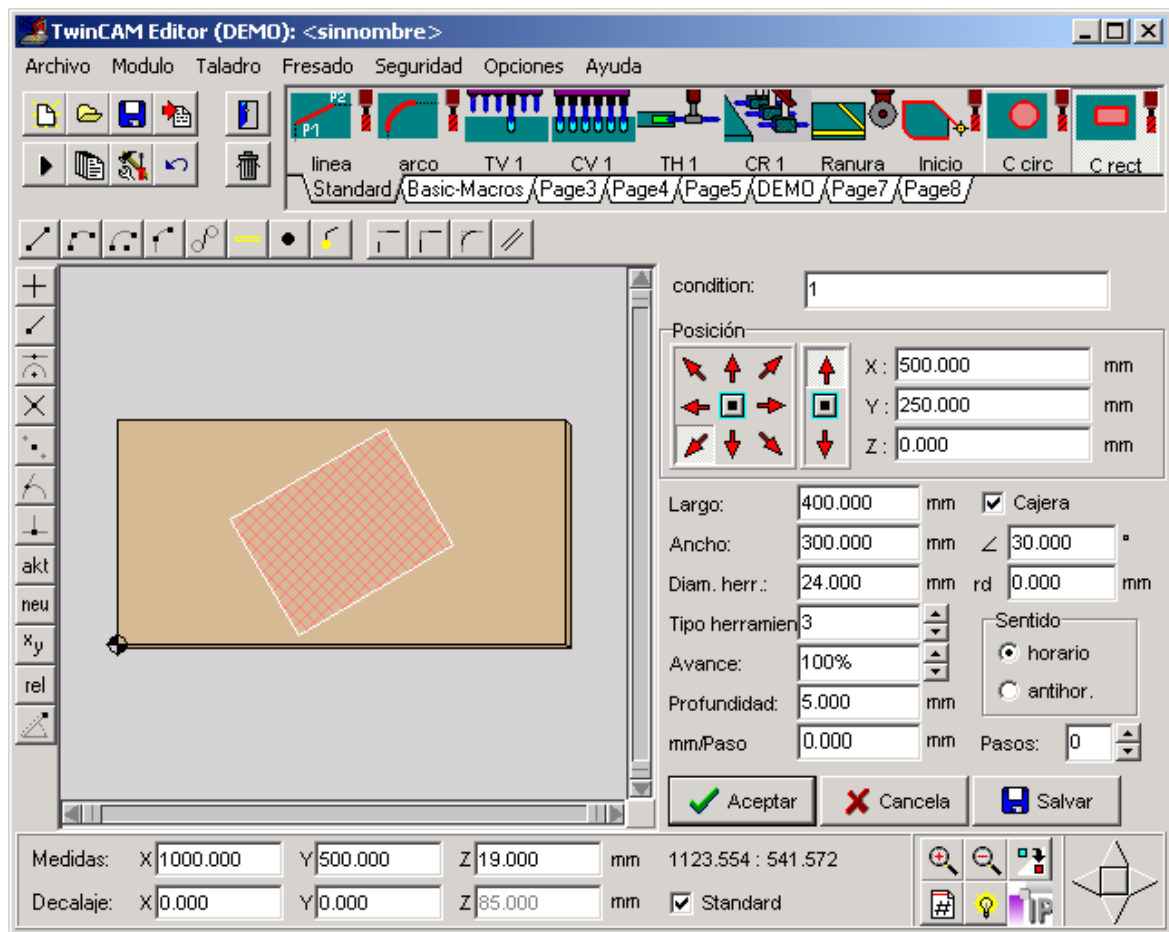 TwinCAM Editor (DEMO): <sinnombre>
Archivo Modulo Taladro Fresado Seguridad Opciones Ayuda
P1 P2
linea arco TV 1 CV 1 TH 1 CR 1 Ranura Inicio C circ C rect
Standard Basic-Macros Page3 Page4 Page5 DEMO Page7 Page8
condition: 1
Posición
X : 500.000 mm
Y : 250.000 mm
Z : 0.000 mm
Largo: 400.000 mm Cajera
Ancho: 300.000 mm ∠ 30.000 °
Diam. herr.: 24.000 mm rd 0.000 mm
Tipo herramien 3 Sentido
Avance: 100% horario
Profundidad: 5.000 mm antihor.
mm/Paso 0.000 mm Pasos: 0
akt
neu
xy
rel
Aceptar Cancela Salvar
Medidas: X 1000.000 Y 500.000 Z 19.000 mm 1123.554 : 541.572
Decalaje: X 0.000 Y 0.000 Z 85.000 mm Standard
# IP